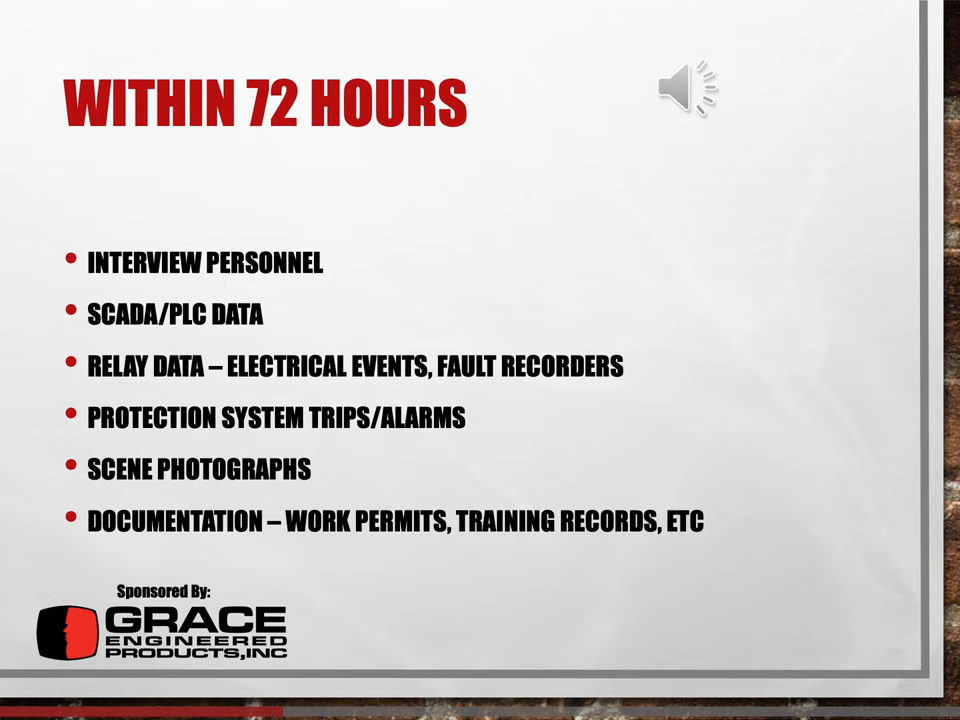 WITHIN 72 HOURS
• INTERVIEW PERSONNEL
• SCADA/PLC DATA
• RELAY DATA – ELECTRICAL EVENTS, FAULT RECORDERS
• PROTECTION SYSTEM TRIPS/ALARMS
• SCENE PHOTOGRAPHS
• DOCUMENTATION – WORK PERMITS, TRAINING RECORDS, ETC
Sponsored By:
GRACE
ENGINEERED
PRODUCTS,INC